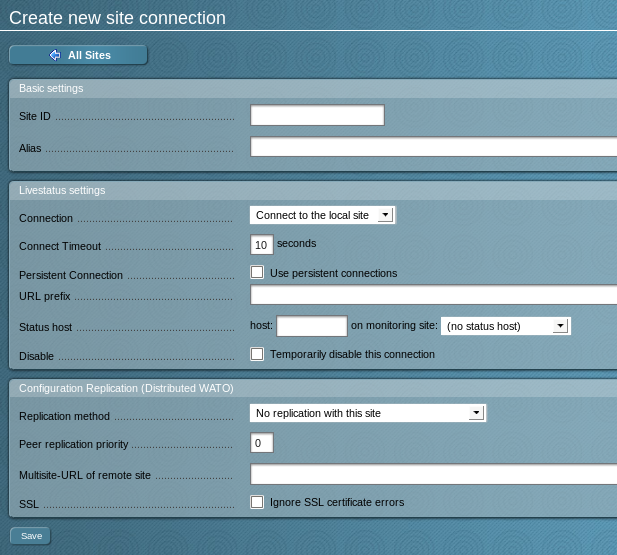 Create new site connection
All Sites
Basic settings
Site ID
Alias
Livestatus settings
Connection Connect to the local site
Connect Timeout 10 seconds
Persistent Connection Use persistent connections
URL prefix
Status host host: on monitoring site: (no status host)
Disable Temporarily disable this connection
Configuration Replication (Distributed WATO)
Replication method No replication with this site
Peer replication priority 0
Multisite-URL of remote site
SSL Ignore SSL certificate errors
Save